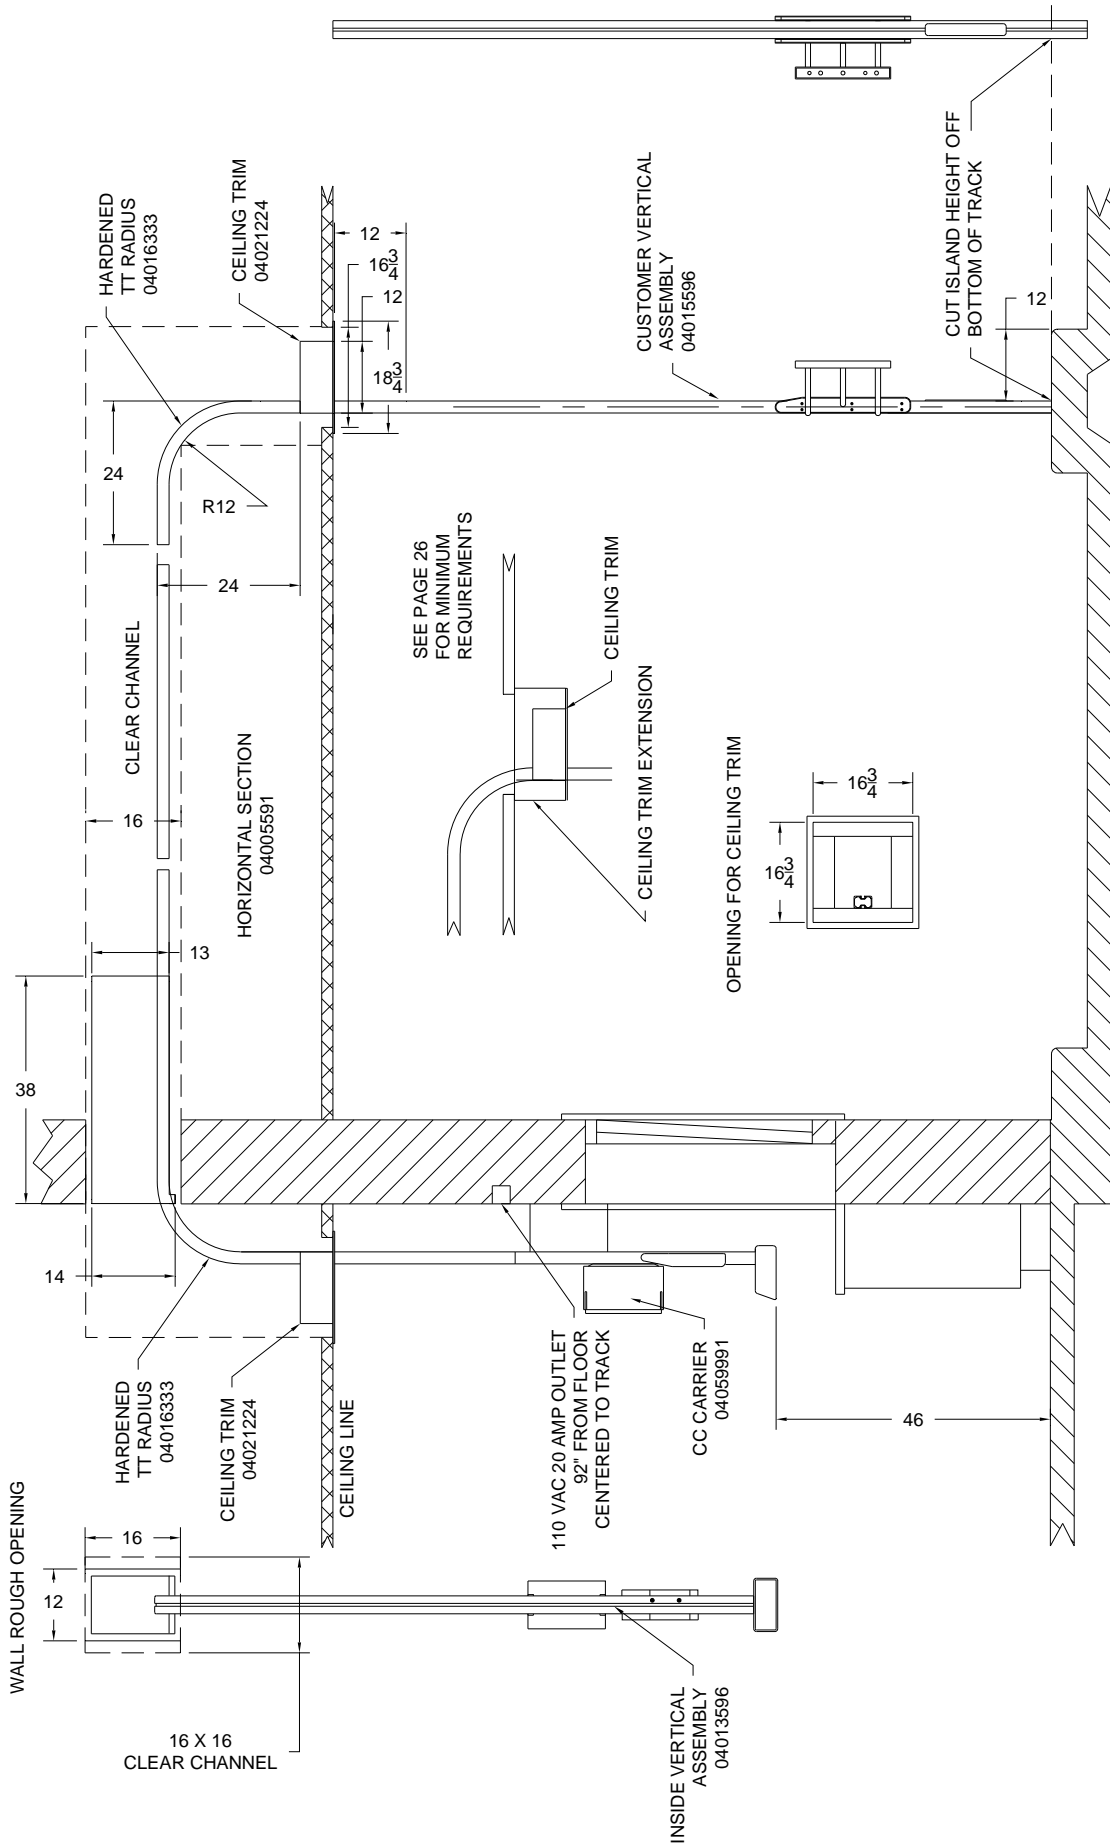 WALL ROUGH OPENING
16
12
16 X 16
CLEAR CHANNEL
INSIDE VERTICAL
ASSEMBLY
04013596
HARDENED
TT RADIUS
04016333
CEILING TRIM
04021224
CEILING LINE
110 VAC 20 AMP OUTLET
92" FROM FLOOR
CENTERED TO TRACK
CC CARRIER
04059991
46
14
38
13
16
CLEAR CHANNEL
HORIZONTAL SECTION
04005591
24
24
R12
HARDENED
TT RADIUS
04016333
CEILING TRIM
04021224
12
16 3/4
12
18 3/4
SEE PAGE 26
FOR MINIMUM
REQUIREMENTS
CEILING TRIM
CEILING TRIM EXTENSION
OPENING FOR CEILING TRIM
16 3/4
16 3/4
CUSTOMER VERTICAL
ASSEMBLY
04015596
12
CUT ISLAND HEIGHT OFF
BOTTOM OF TRACK